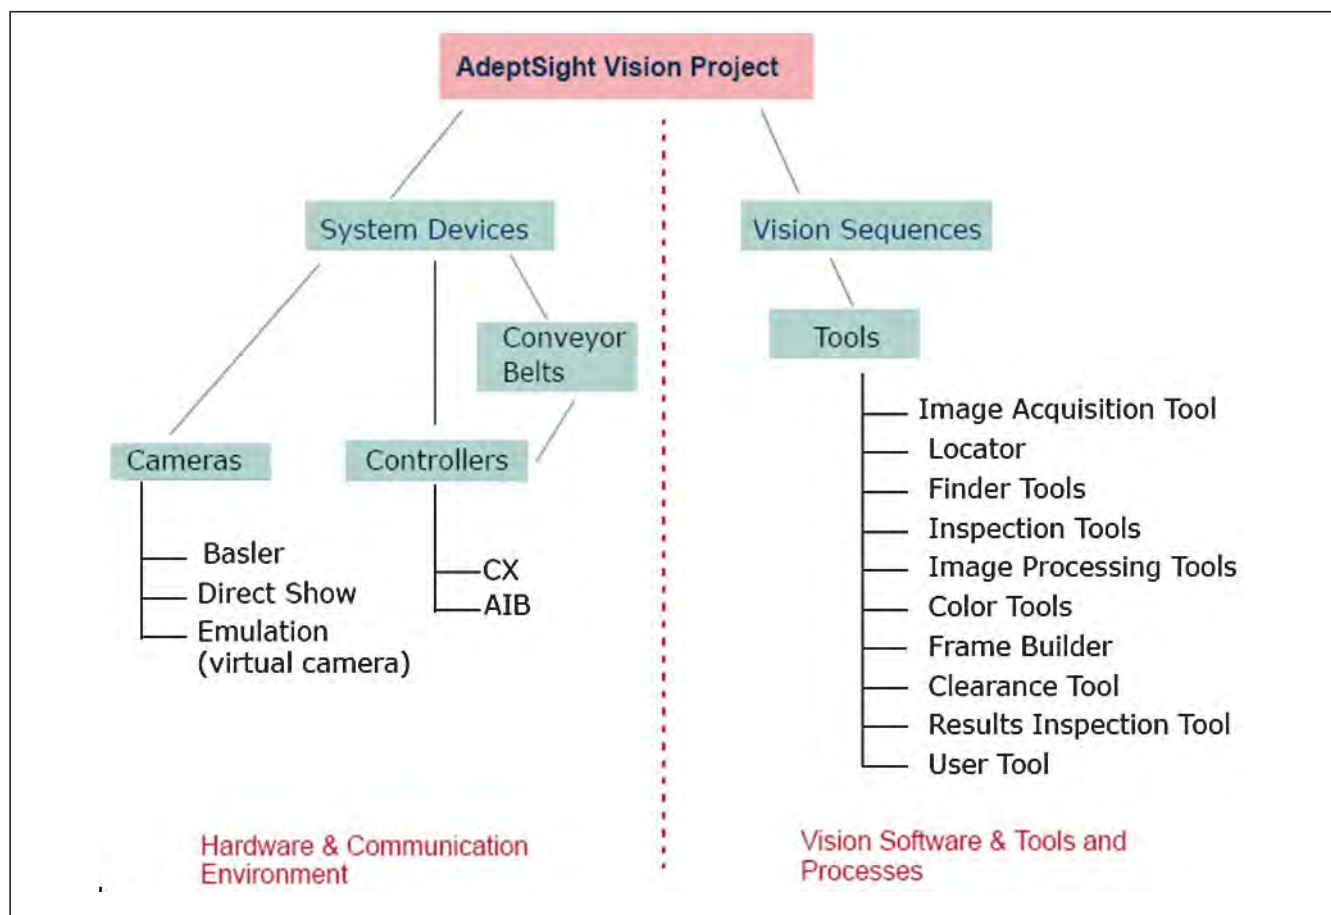 AdeptSight Vision Project
System Devices
Vision Sequences
Conveyor
Belts
Tools
Cameras
Controllers
Basler
Direct Show
Emulation
(virtual camera)
CX
AIB
Image Acquisition Tool
Locator
Finder Tools
Inspection Tools
Image Processing Tools
Color Tools
Frame Builder
Clearance Tool
Results Inspection Tool
User Tool
Hardware & Communication
Environment
Vision Software & Tools and
Processes